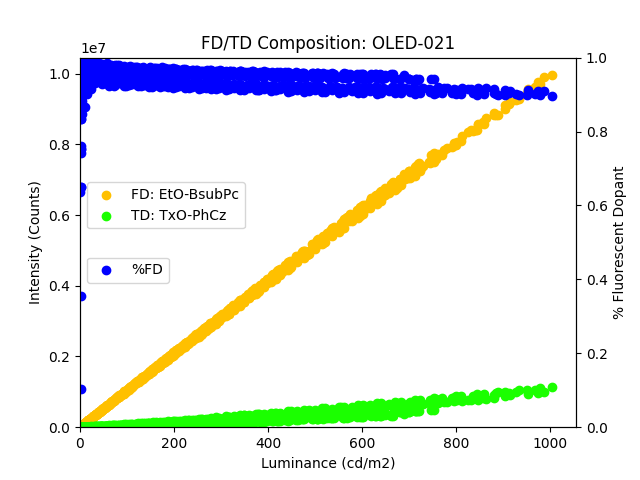 FD/TD Composition: OLED-021
1e7
1.0
0.8
0.6
0.4
0.2
0.0
Intensity (Counts)
FD: EtO-BsubPc
TD: TxO-PhCz
%FD
1.0
0.8
0.6
0.4
0.2
0.0
% Fluorescent Dopant
0
200
400
600
800
1000
Luminance (cd/m2)